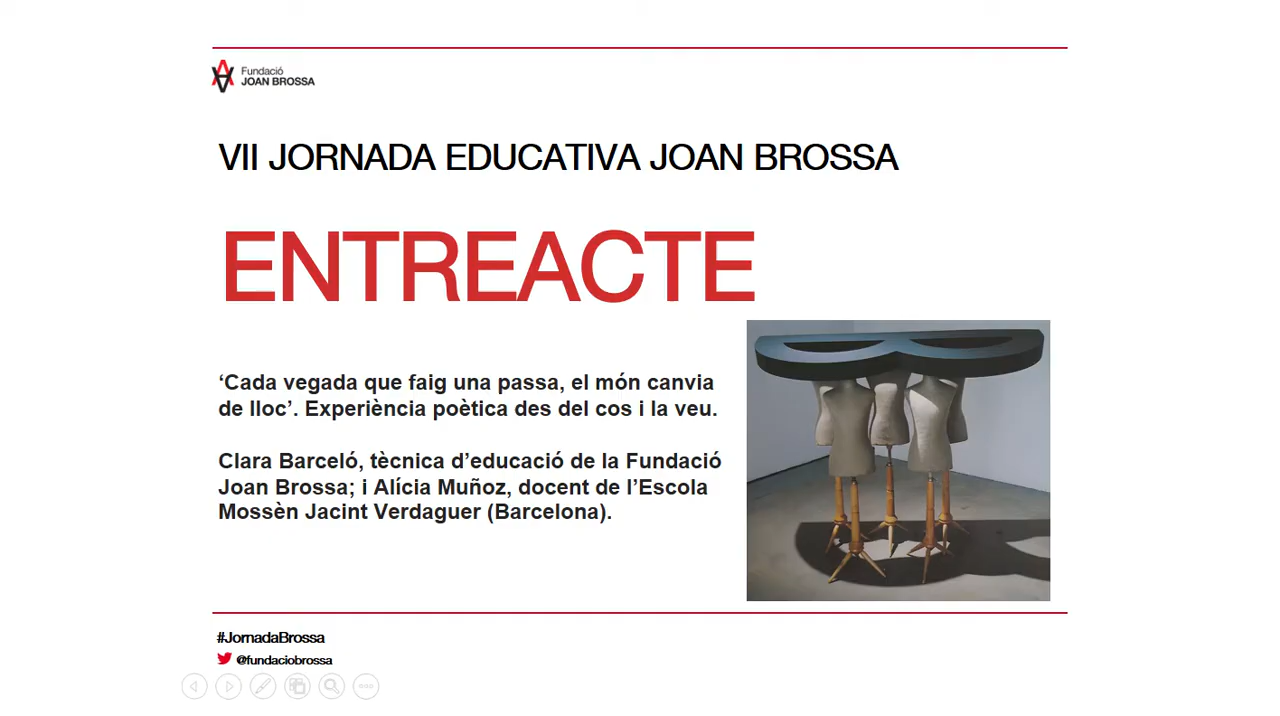 Fundació
JOAN BROSSA
VII JORNADA EDUCATIVA JOAN BROSSA
ENTREACTE
‘Cada vegada que faig una passa, el món canvia
de lloc’. Experiència poètica des del cos i la veu.
Clara Barceló, tècnica d’educació de la Fundació
Joan Brossa; i Alícia Muñoz, docent de l’Escola
Mossèn Jacint Verdaguer (Barcelona).
#JornadaBrossa
@fundaciobrossa